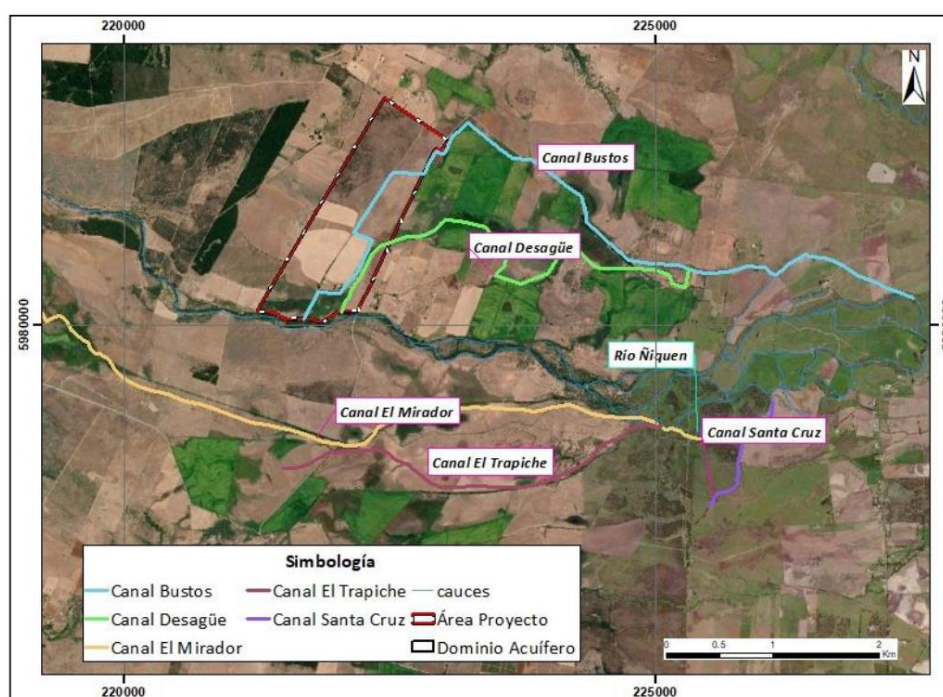 220000 225000
N
Canal Bustos
Canal Desagüe
5980000
Río Ñiquen
Canal El Mirador
Canal Santa Cruz
Canal El Trapiche
Simbología
Canal Bustos Canal El Trapiche cauces
Canal Desagüe Canal Santa Cruz Área Proyecto
Canal El Mirador Dominio Acuífero
0 0,5 1 2
Km
220000 225000